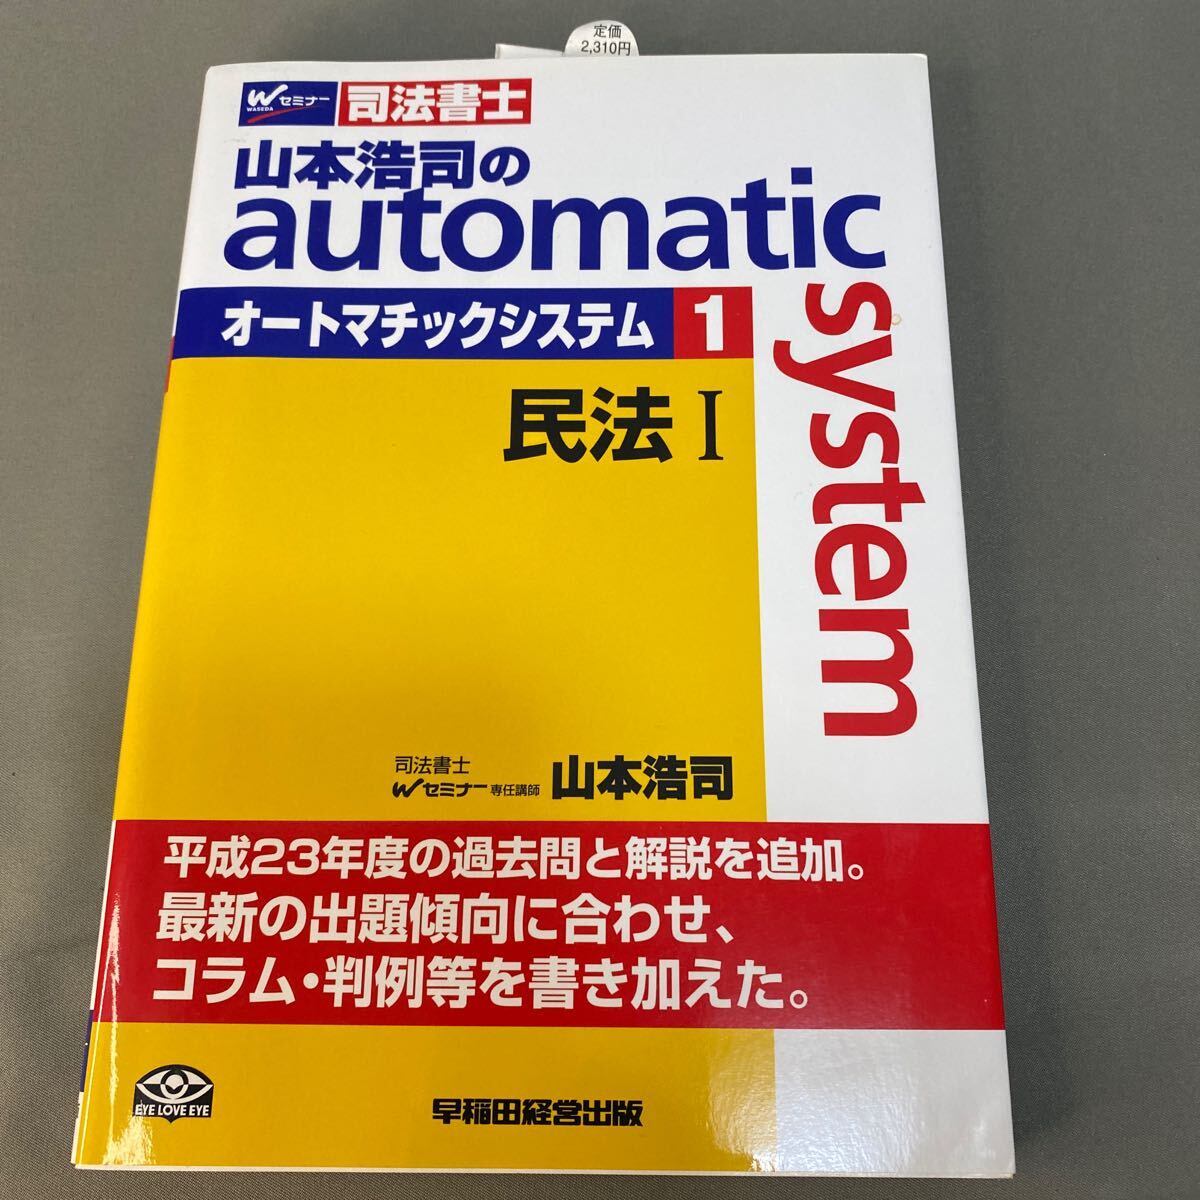 定価
2,310円
Wセミナー
WASEDA
司法書士
山本浩司の
automatic
system
オートマチックシステム 1
民法 I
司法書士
Wセミナー 専任講師 山本浩司
平成23年度の過去問と解説を追加。
最新の出題傾向に合わせ、
コラム・判例等を書き加えた。
EYE LOVE EYE
早稲田経営出版